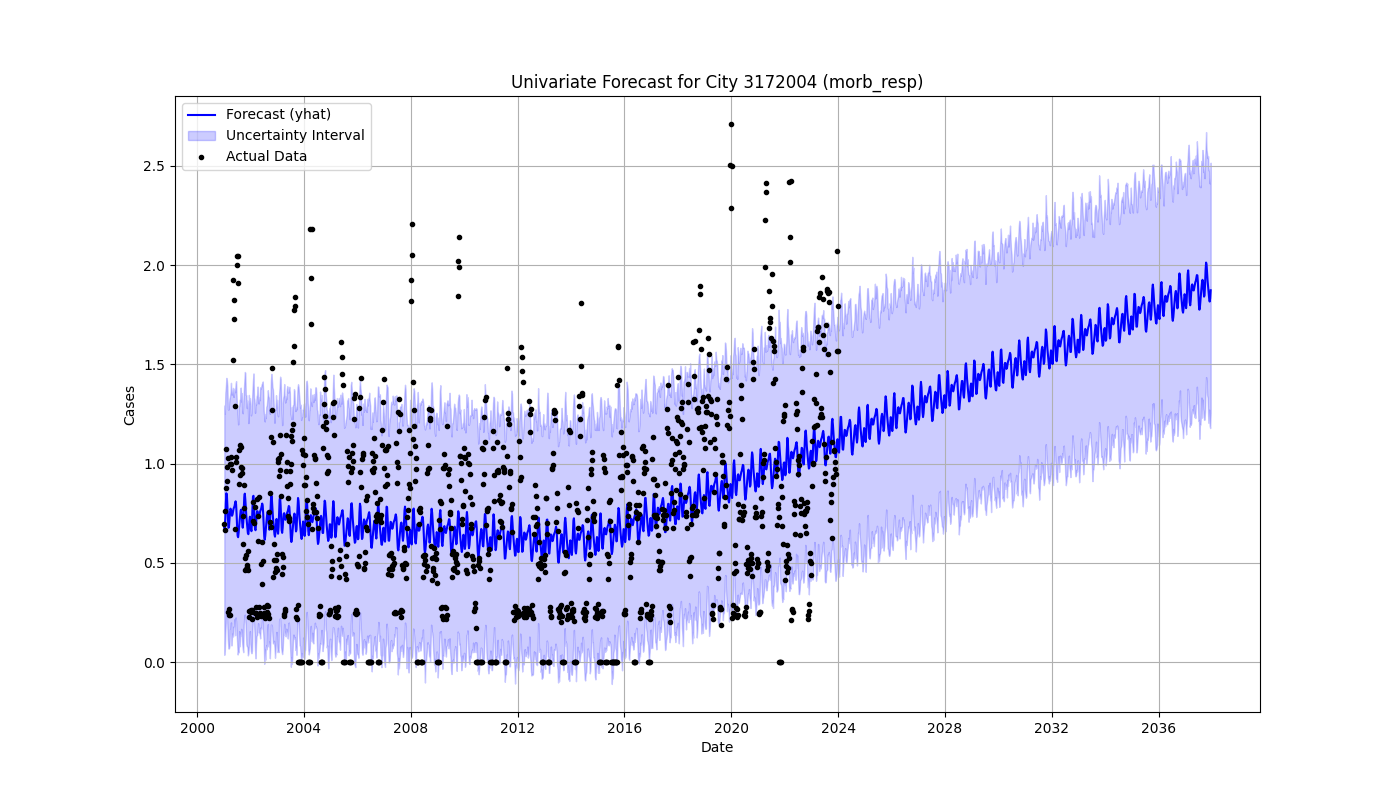 Univariate Forecast for City 3172004 (morb_resp)
Forecast (yhat)
Uncertainty Interval
Actual Data
Cases
2.5
2.0
1.5
1.0
0.5
0.0
2000 2004 2008 2012 2016 2020 2024 2028 2032 2036
Date